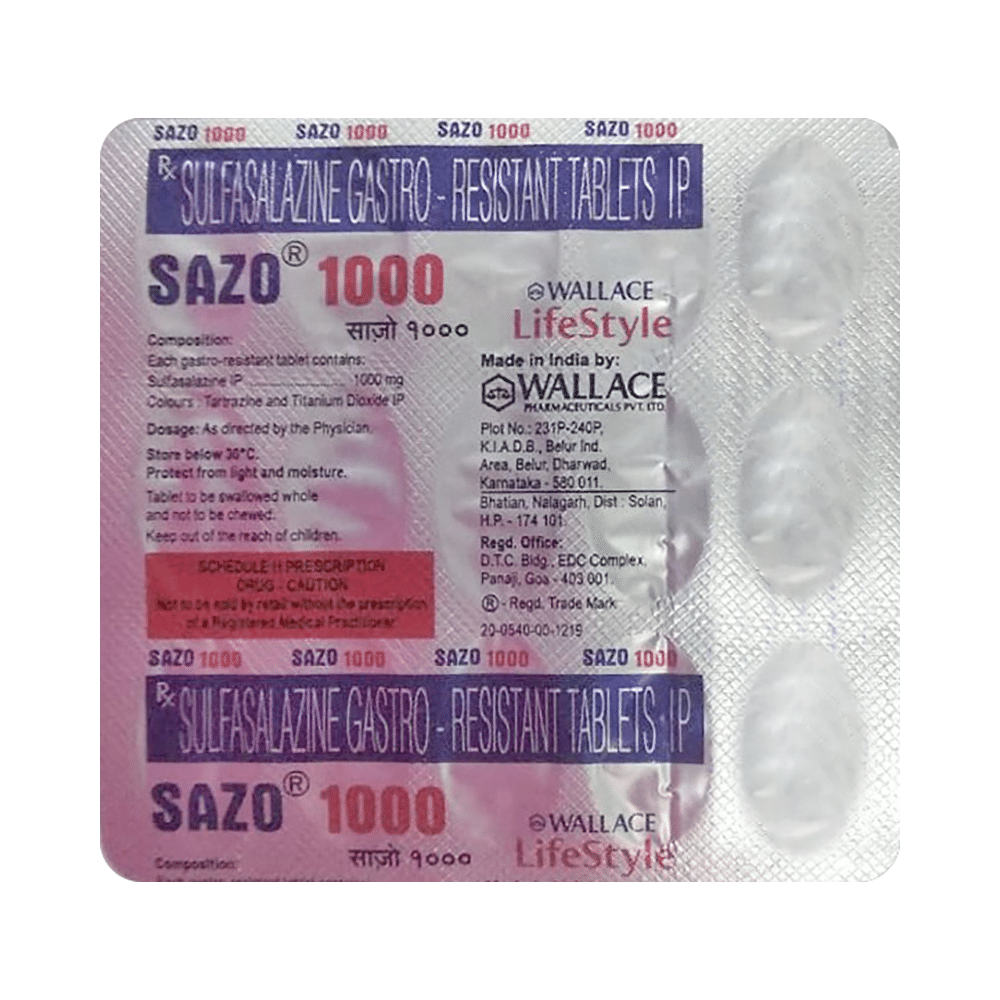 SAZO 1000 SAZO 1000 SAZO 1000 SAZO 1000
Rx SULFASALAZINE GASTRO - RESISTANT TABLETS IP
SAZO® 1000
साज़ो १०००
WALLACE
LifeStyle
Composition:
Each gastro-resistant tablet contains:
Sulfasalazine IP ........................ 1000 mg
Colours : Tartrazine and Titanium Dioxide IP
Dosage: As directed by the Physician.
Store below 30°C.
Protect from light and moisture.
Tablet to be swallowed whole
and not to be chewed.
Keep out of the reach of children.
SCHEDULE H PRESCRIPTION
DRUG - CAUTION
Not to be sold by retail without the prescription
of a Registered Medical Practitioner
Made in India by:
WALLACE
PHARMACEUTICALS PVT. LTD.
Plot No.: 231P-240P,
K.I.A.D.B., Belur Ind.
Area, Belur, Dharwad,
Karnataka - 580 011.
Bhatian, Nalagarh, Dist : Solan,
H.P. - 174 101.
Regd. Office:
D.T.C. Bldg., EDC Complex,
Panaji, Goa - 403 001.
® - Regd. Trade Mark
20-0540-00-1219
SAZO 1000 SAZO 1000 SAZO 1000 SAZO 1000
Rx SULFASALAZINE GASTRO - RESISTANT TABLETS IP
SAZO® 1000
साज़ो १०००
WALLACE
LifeStyle
Composition: